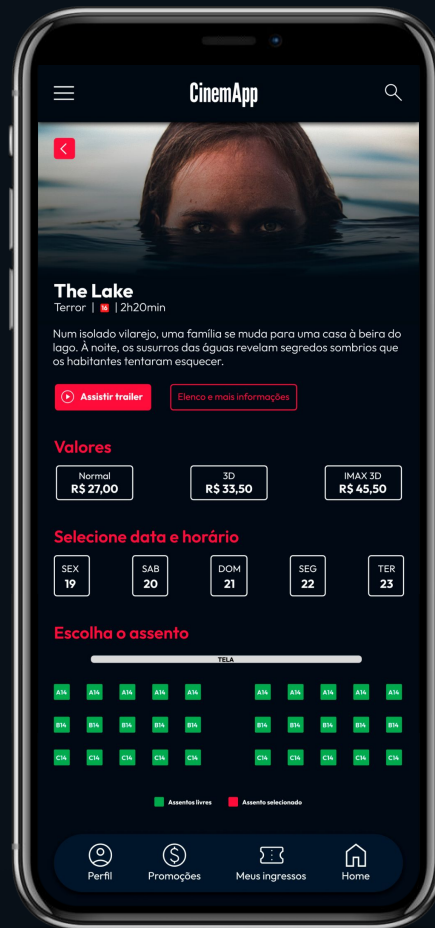 CinemApp
The Lake
Terror | 16 | 2h20min
Num isolado vilarejo, uma família se muda para uma casa à beira do
lago. À noite, os susurros das águas revelam segredos sombrios que
os habitantes tentaram esquecer.
Assistir trailer Elenco e mais informações
Valores
Normal 3D IMAX 3D
R$ 27,00 R$ 33,50 R$ 45,50
Selecione data e horário
SEX SAB DOM SEG TER
19 20 21 22 23
Escolha o assento
TELA
A14 A14 A14 A14 A14 A14 A14 A14 A14 A14
B14 B14 B14 B14 B14 B14 B14 B14 B14 B14
C14 C14 C14 C14 C14 C14 C14 C14 C14 C14
Assentos livres Assento selecionado
Perfil Promoções Meus ingressos Home